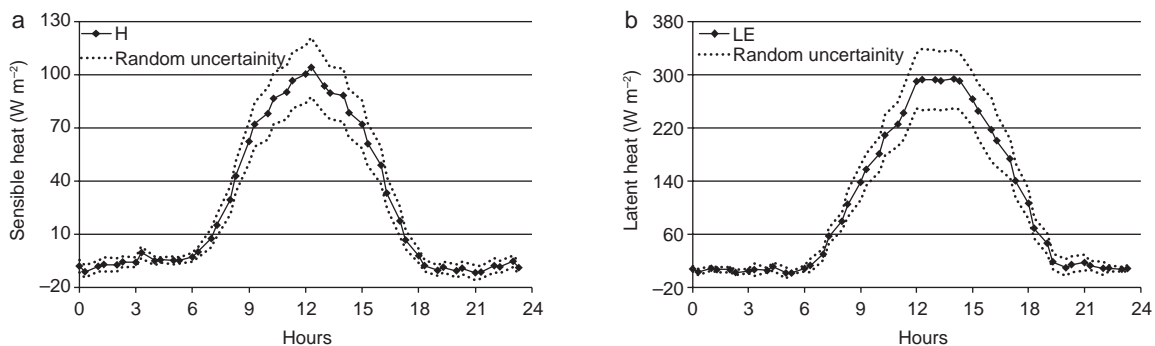 a
130
100
70
40
10
–20
Sensible heat (W m–2)
H
Random uncertainity
0 3 6 9 12 15 18 21 24
Hours
b
380
300
220
140
60
–20
Latent heat (W m–2)
LE
Random uncertainity
0 3 6 9 12 15 18 21 24
Hours